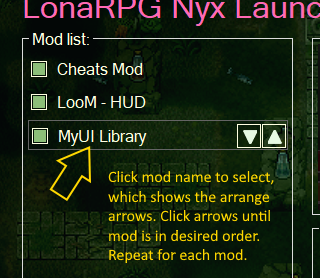 LonaRPG Nyx Launc
Mod list:
Cheats Mod
LooM - HUD
MyUI Library
Click mod name to select,
which shows the arrange
arrows. Click arrows until
mod is in desired order.
Repeat for each mod.